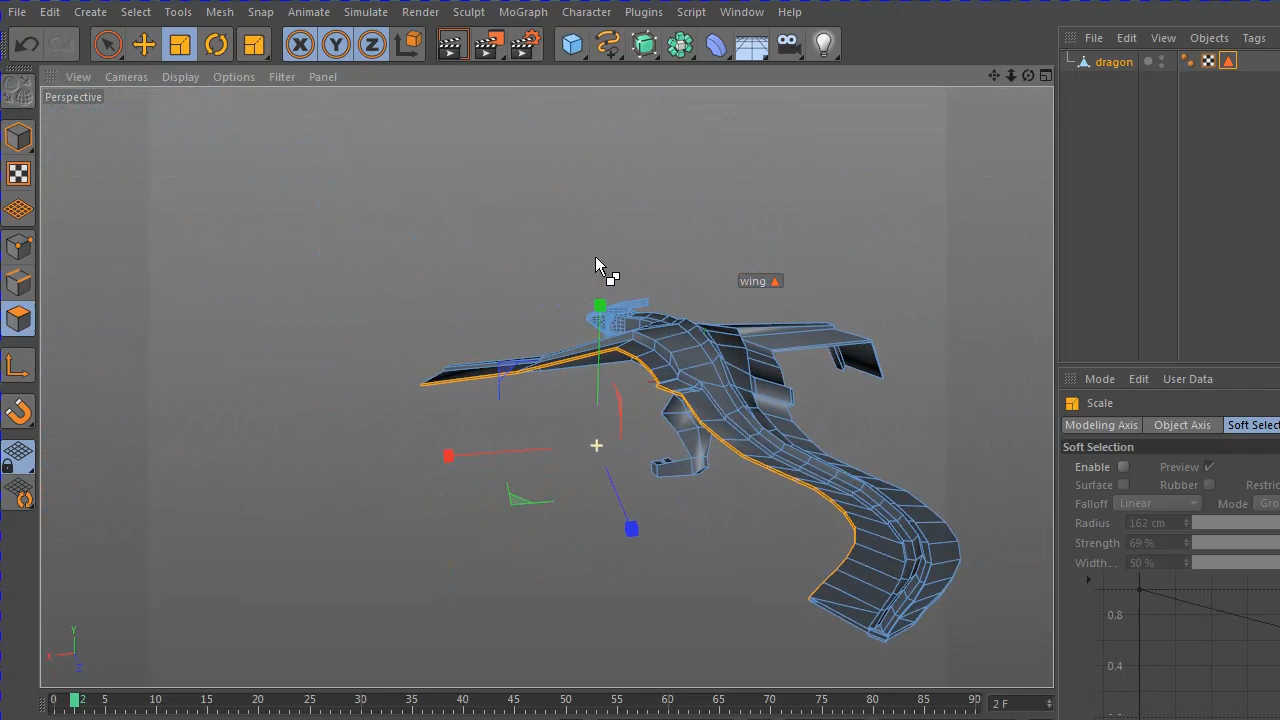 File Edit Create Select Tools Mesh Snap Animate Simulate Render Sculpt MoGraph Character Plugins Script Window Help
X Y Z
File Edit View Objects Tags
dragon
View Cameras Display Options Filter Panel
Perspective
wing
Mode Edit User Data
Scale
Modeling Axis Object Axis Soft Selec
Soft Selection
Enable Preview
Surface Rubber Restric
Falloff Linear Mode Gro
Radius 162 cm
Strength 69 %
Width.. 50 %
0.8
0.4
Y
X
Z
0 2 5 10 15 20 25 30 35 40 45 50 55 60 65 70 75 80 85 90 2 F